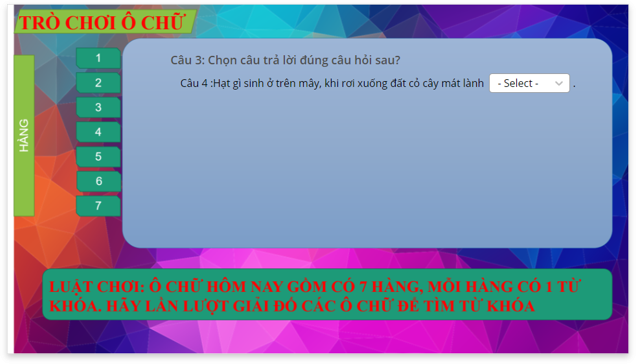 TRÒ CHƠI Ô CHỮ
HÀNG
1
2
3
4
5
6
7
Câu 3: Chọn câu trả lời đúng câu hỏi sau?
Câu 4 :Hạt gì sinh ở trên mây, khi rơi xuống đất cỏ cây mát lành - Select - .
LUẬT CHƠI: Ô CHỮ HÔM NAY GỒM CÓ 7 HÀNG, MỖI HÀNG CÓ 1 TỪ
KHÓA. HÃY LẦN LƯỢT GIẢI ĐỐ CÁC Ô CHỮ ĐỂ TÌM TỪ KHÓA